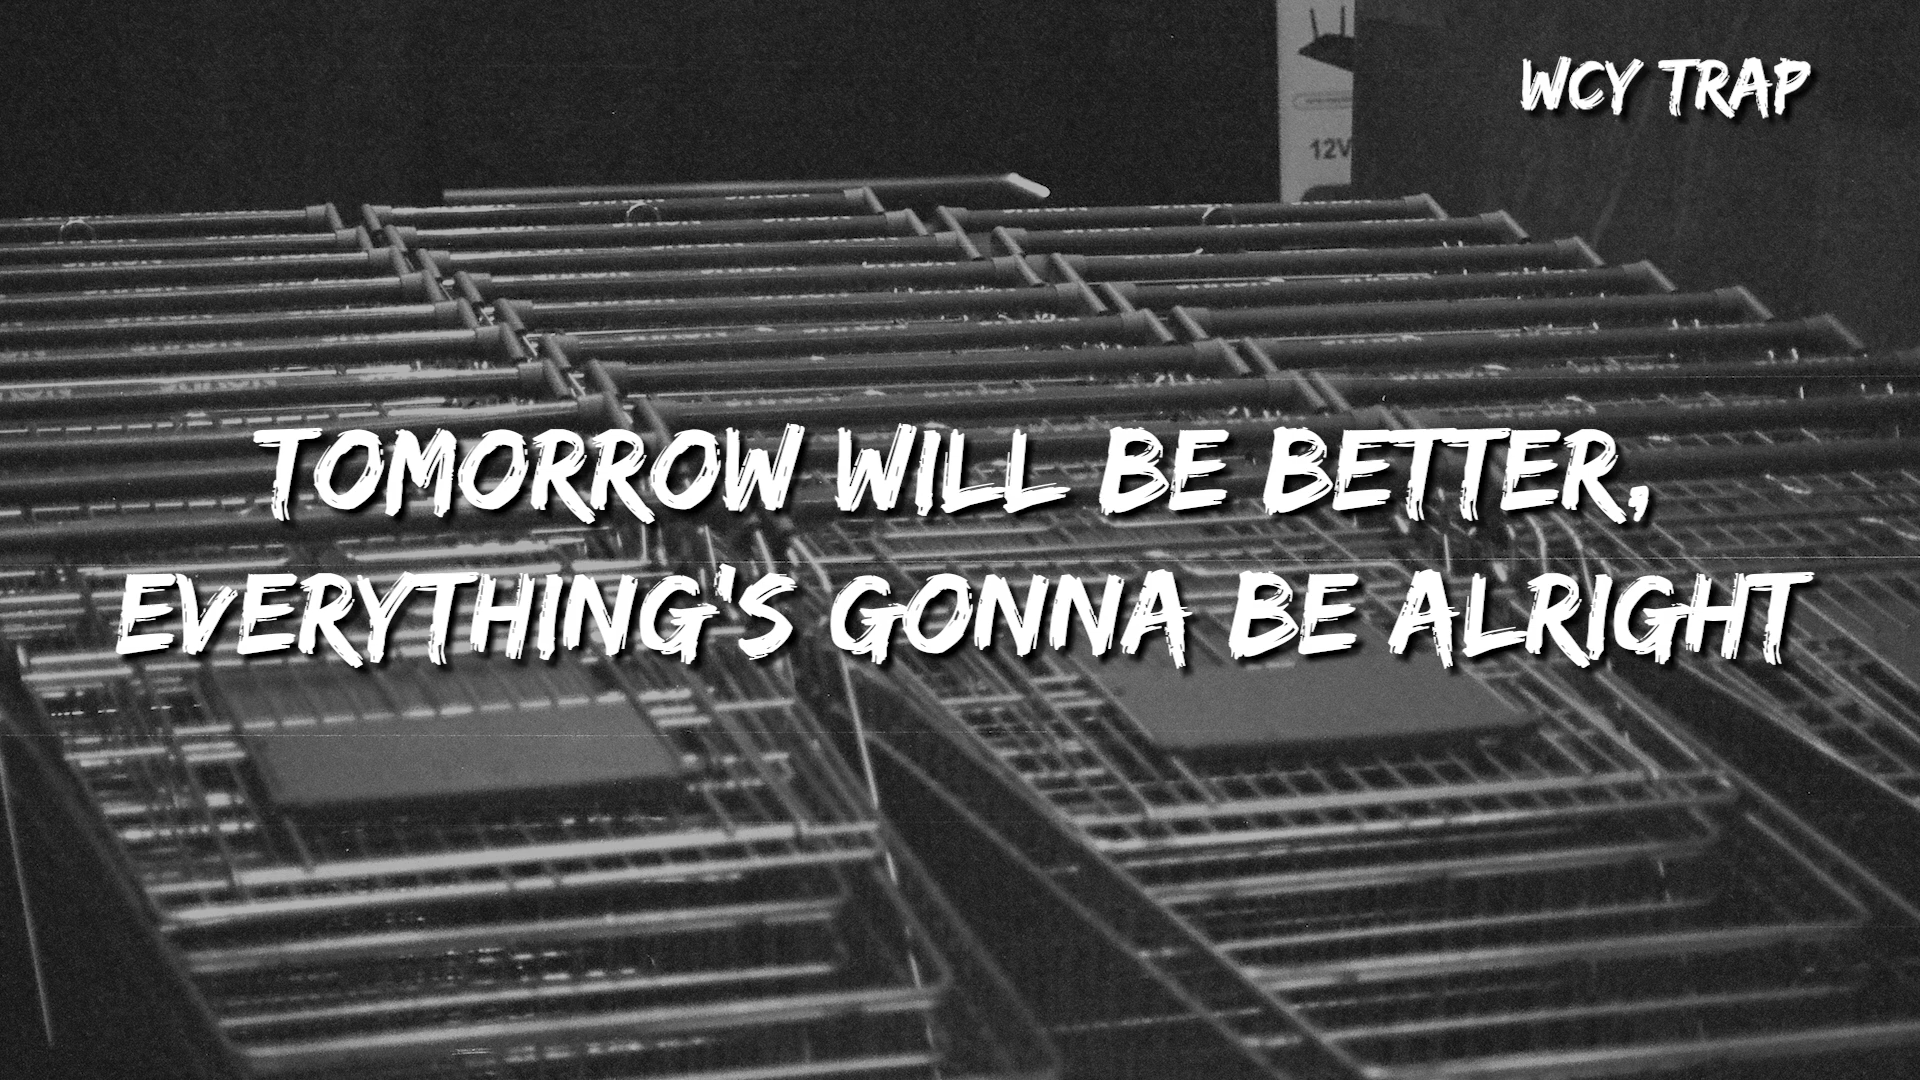 WCY TRAP
12V
TOMORROW WILL BE BETTER,
EVERYTHING'S GONNA BE ALRIGHT